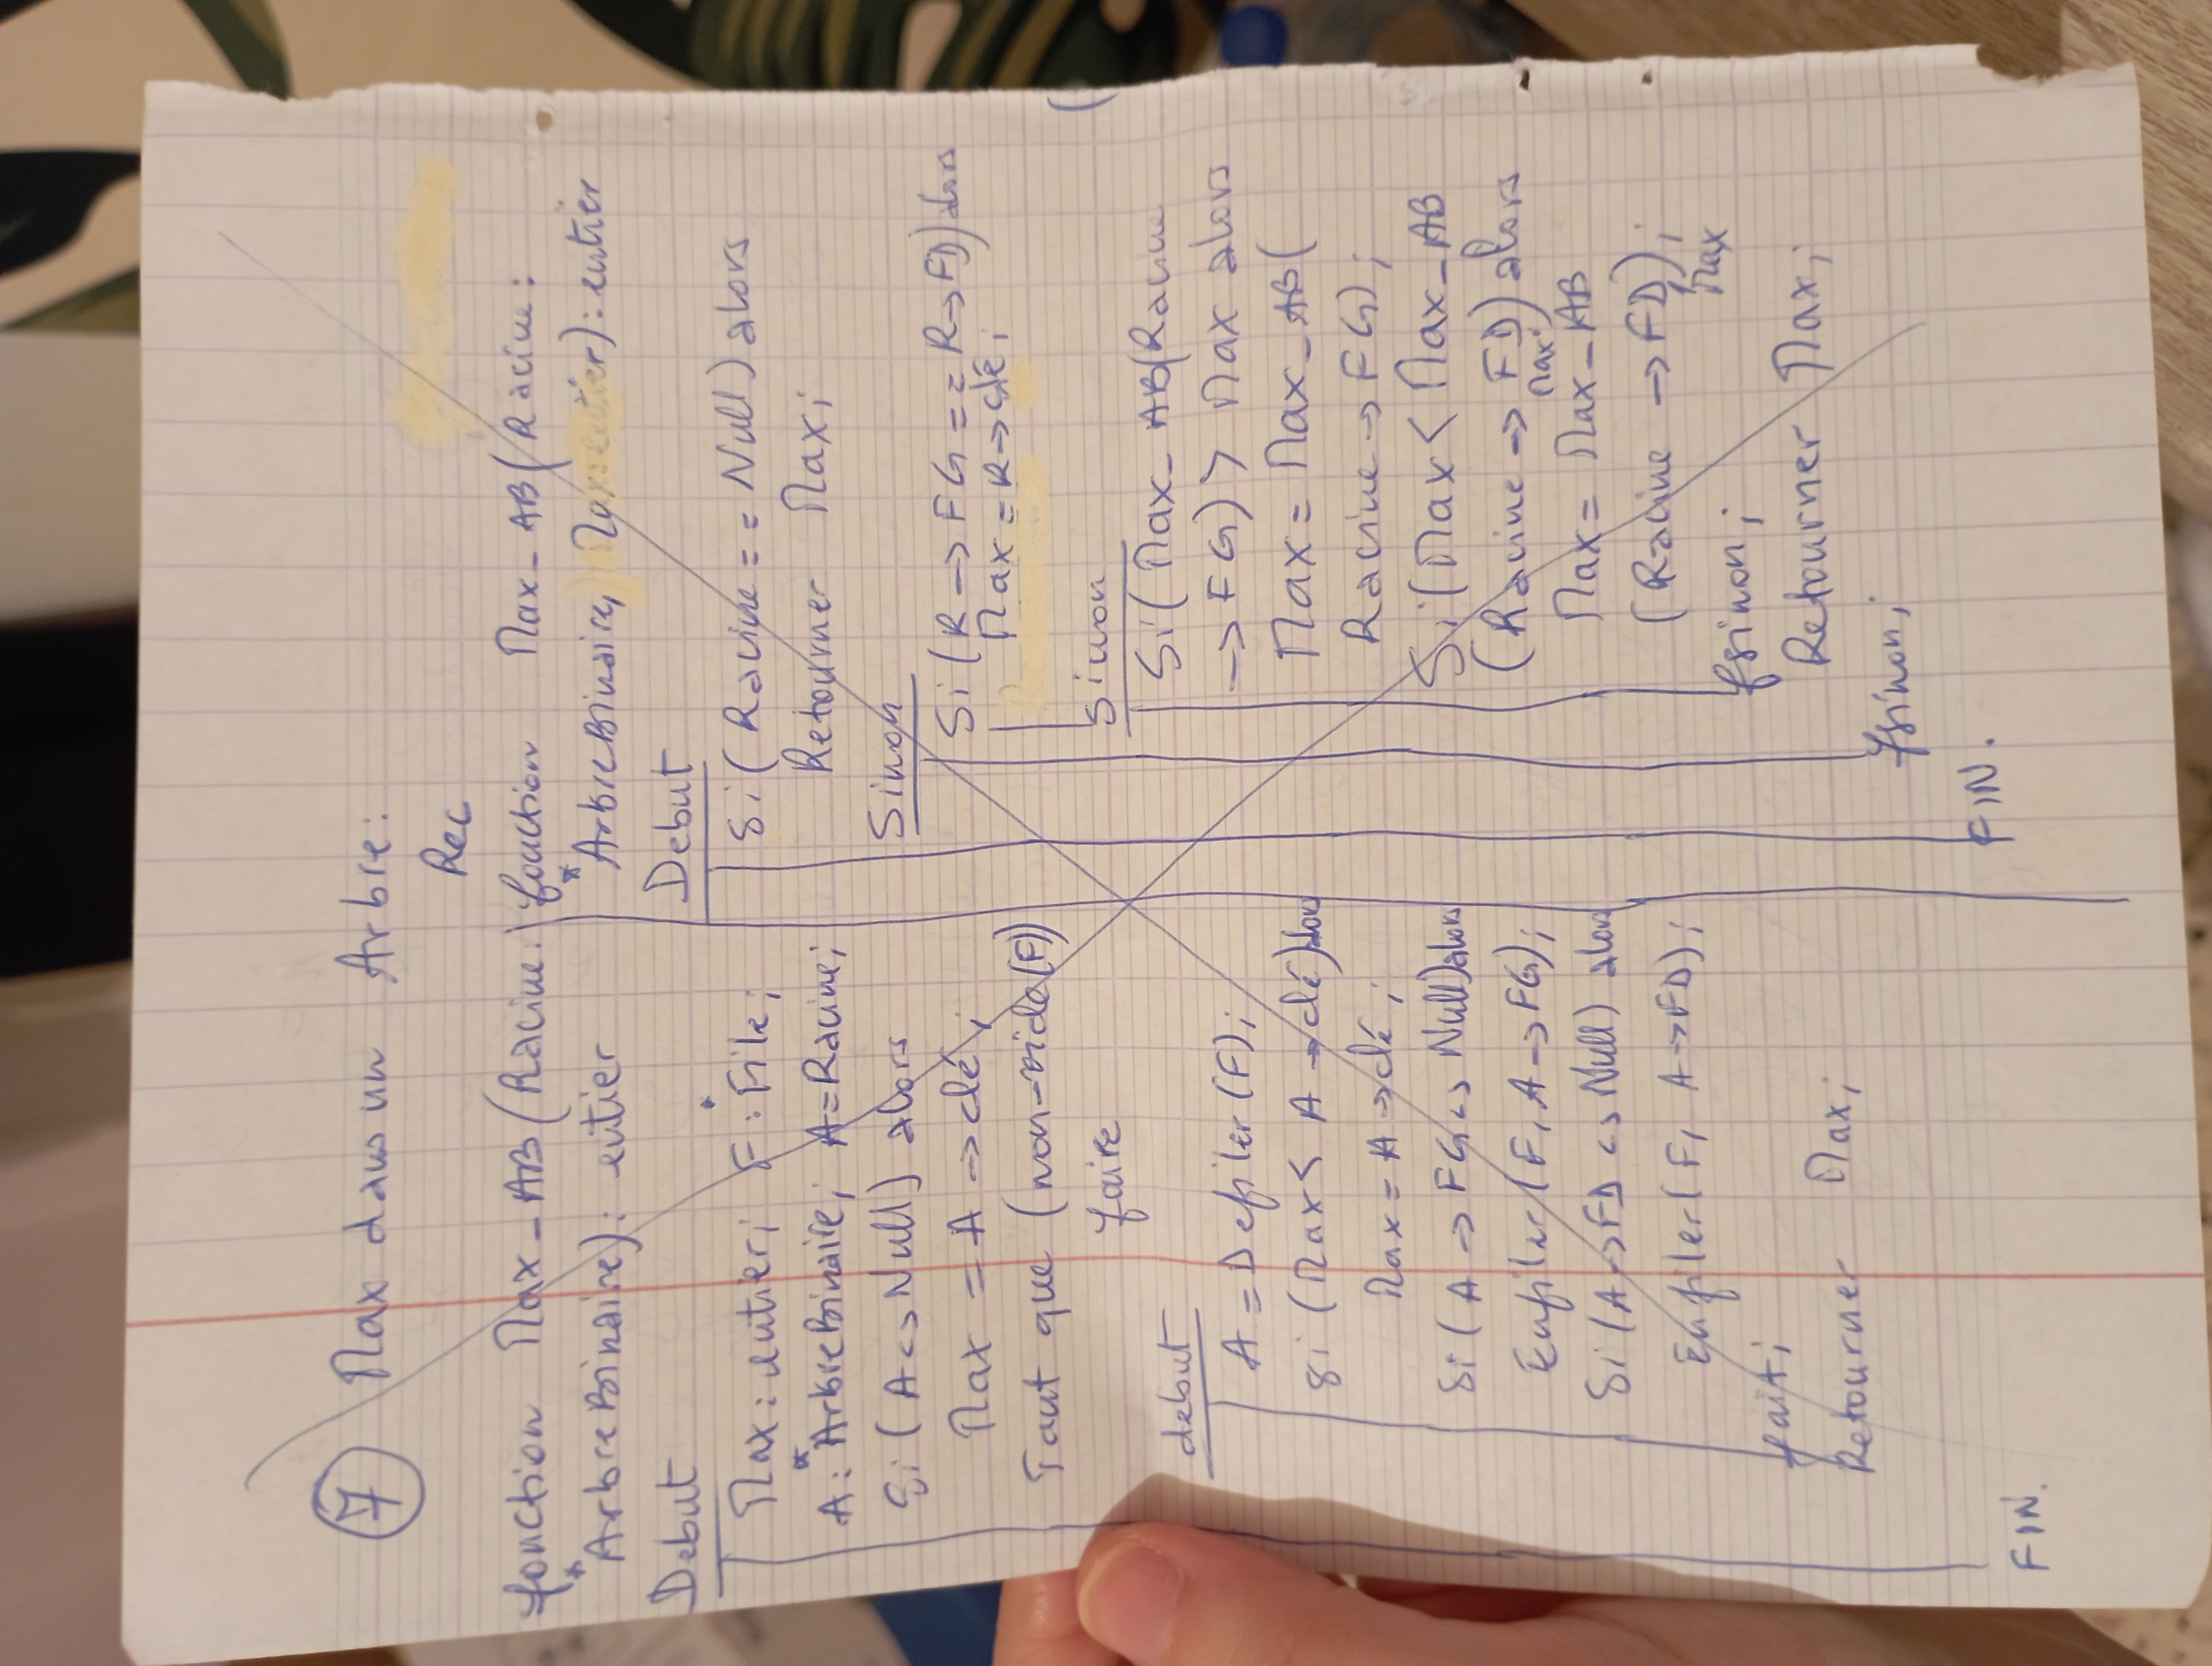 7 Max dans un Arbre:
fonction Max_AB(Racine:
*ArbreBinaire): entier
Debut
Max: entier; F: File;
A: *ArbreBinaire; A=Racine;
Si (A <> Null) alors
Max = A → clé;
Tant que (non-vide(F))
faire
debut
A = Defiler (F);
Si (Max < A → clé) alors
Max = A → clé;
Si (A → FG <> Null) alors
Enfiler (F, A → FG);
Si (A → FD <> Null) alors
Enfiler (F, A → FD);
fait;
Retourner Max;
FIN.
Rec
fonction Max_AB (Racine:
*ArbreBinaire, Max: entier): entier
Debut
Si (Racine == Null) alors
Retourner Max;
Sinon
Si (R → FG == R → FD) alors
Max = R → clé;
Sinon
Si (Max_AB(Racine
→ FG) > Max alors
Max = Max_AB(
Racine → FG);
Si (Max < Max_AB
(Racine → FD) alors
Max
Max = Max_AB
(Racine → FD,);
Max
fsinon;
Retourner Max;
fsinon;
FIN.